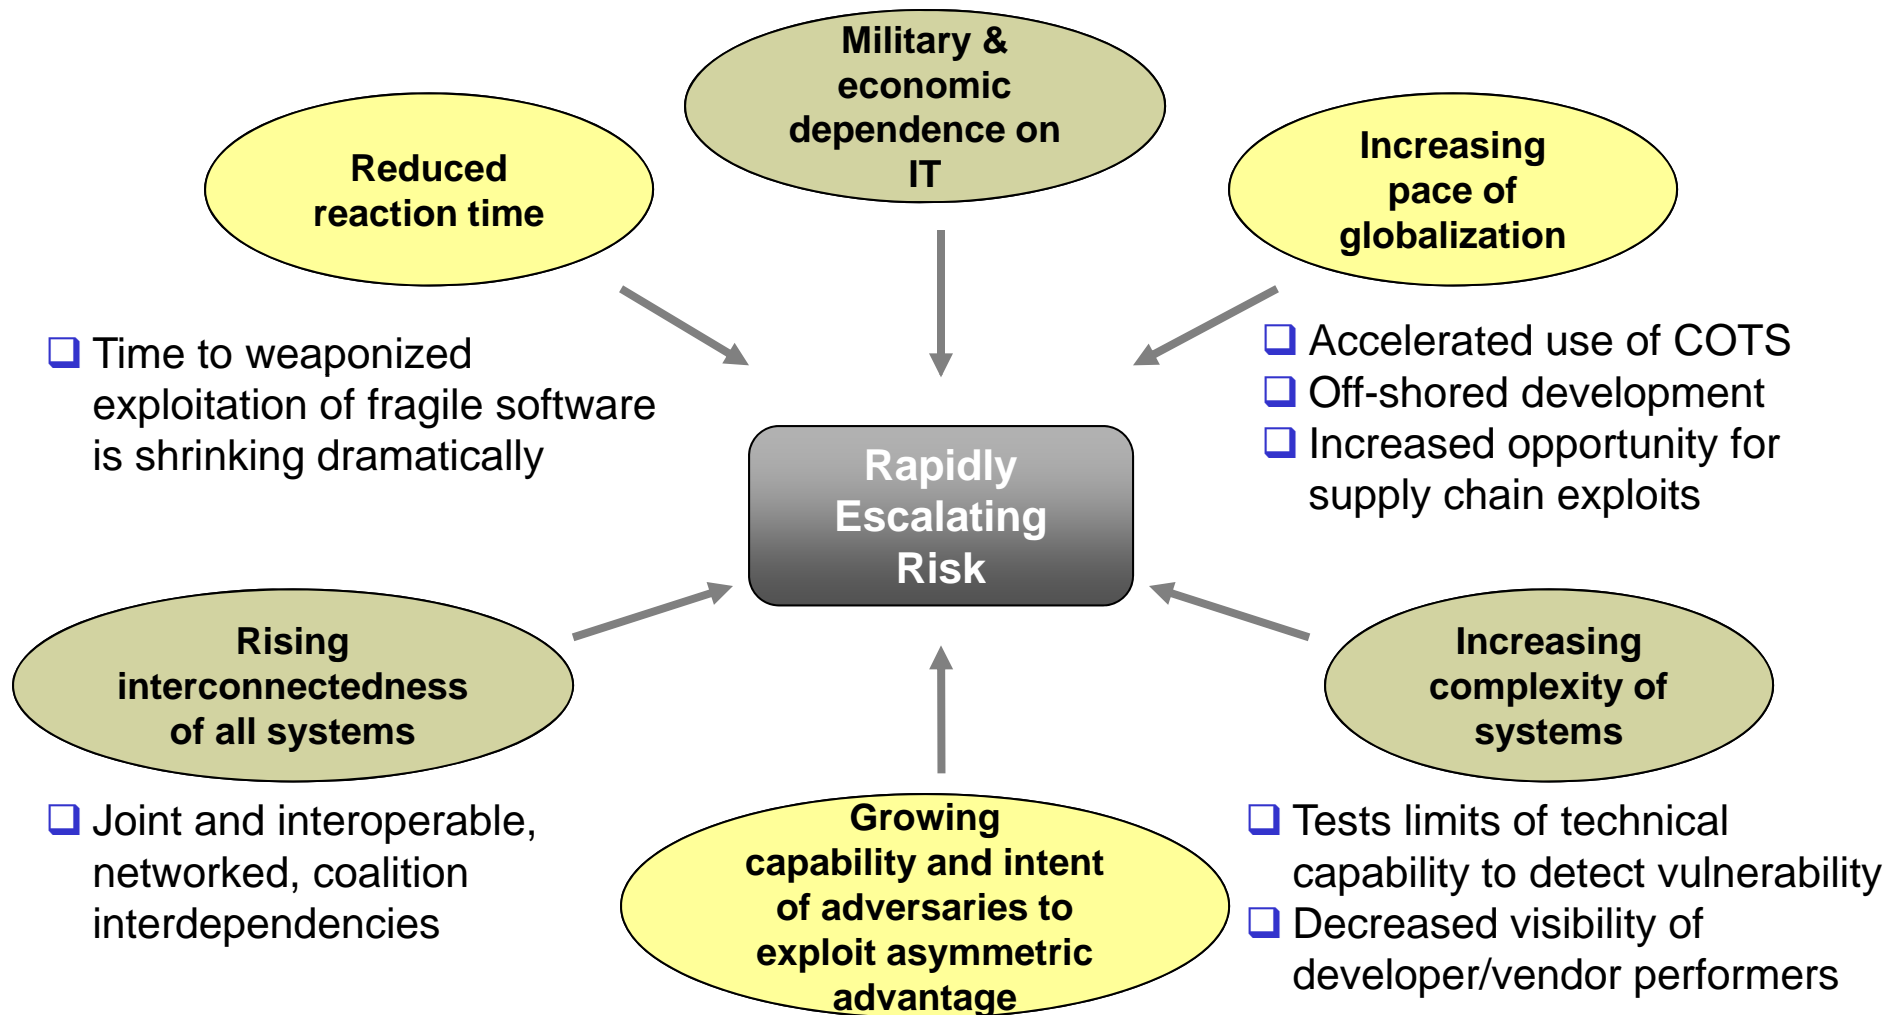 Military &
economic
dependence on
IT
Reduced
reaction time
Increasing
pace of
globalization
Time to weaponized
exploitation of fragile software
is shrinking dramatically
Accelerated use of COTS
Off-shored development
Increased opportunity for
supply chain exploits
Rapidly
Escalating
Risk
Rising
interconnectedness
of all systems
Increasing
complexity of
systems
Joint and interoperable,
networked, coalition
interdependencies
Growing
capability and intent
of adversaries to
exploit asymmetric
advantage
Tests limits of technical
capability to detect vulnerability
Decreased visibility of
developer/vendor performers